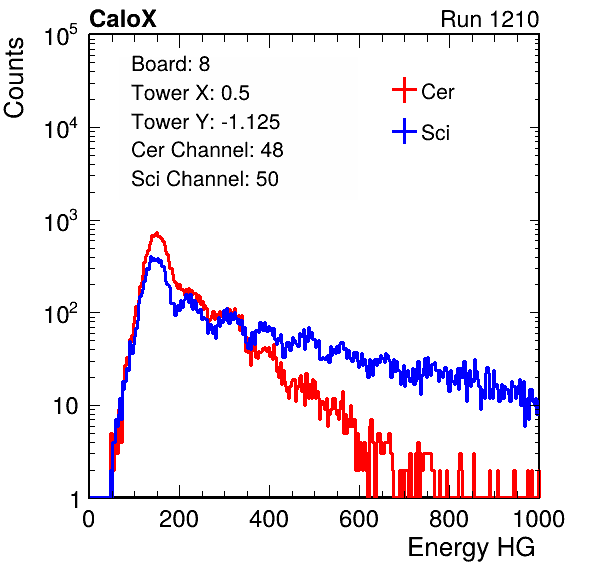 CaloX Run 1210
Counts
Board: 8
Tower X: 0.5
Tower Y: -1.125
Cer Channel: 48
Sci Channel: 50
Cer
Sci
10^5
10^4
10^3
10^2
10
1
0 200 400 600 800 1000
Energy HG